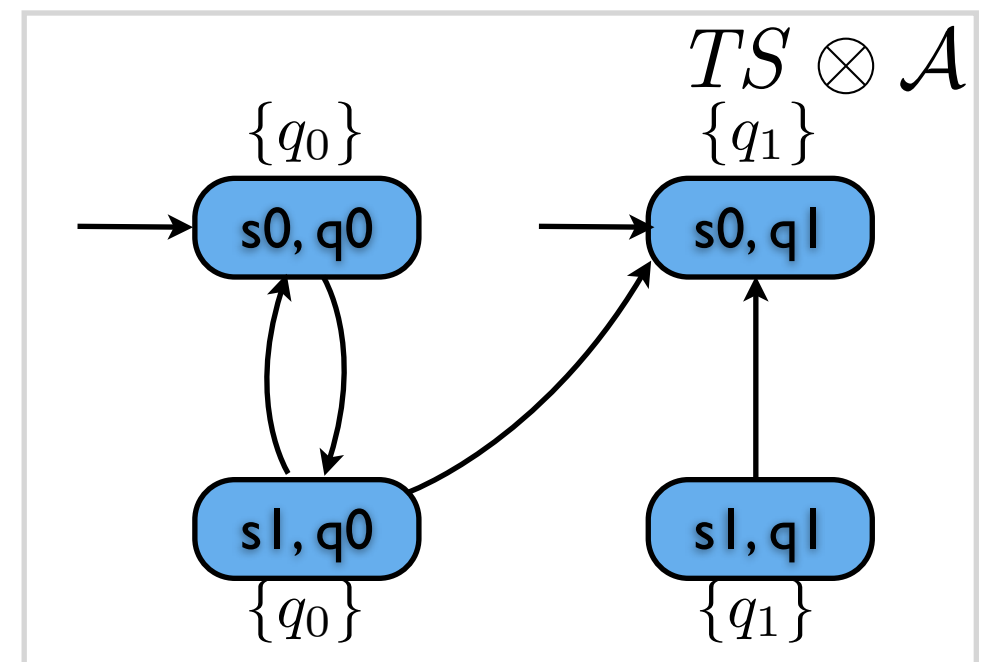 TS ⊗ 𝒜
{q₀} {q₁}
s0, q0 s0, q1
s1, q0 s1, q1
{q₀} {q₁}